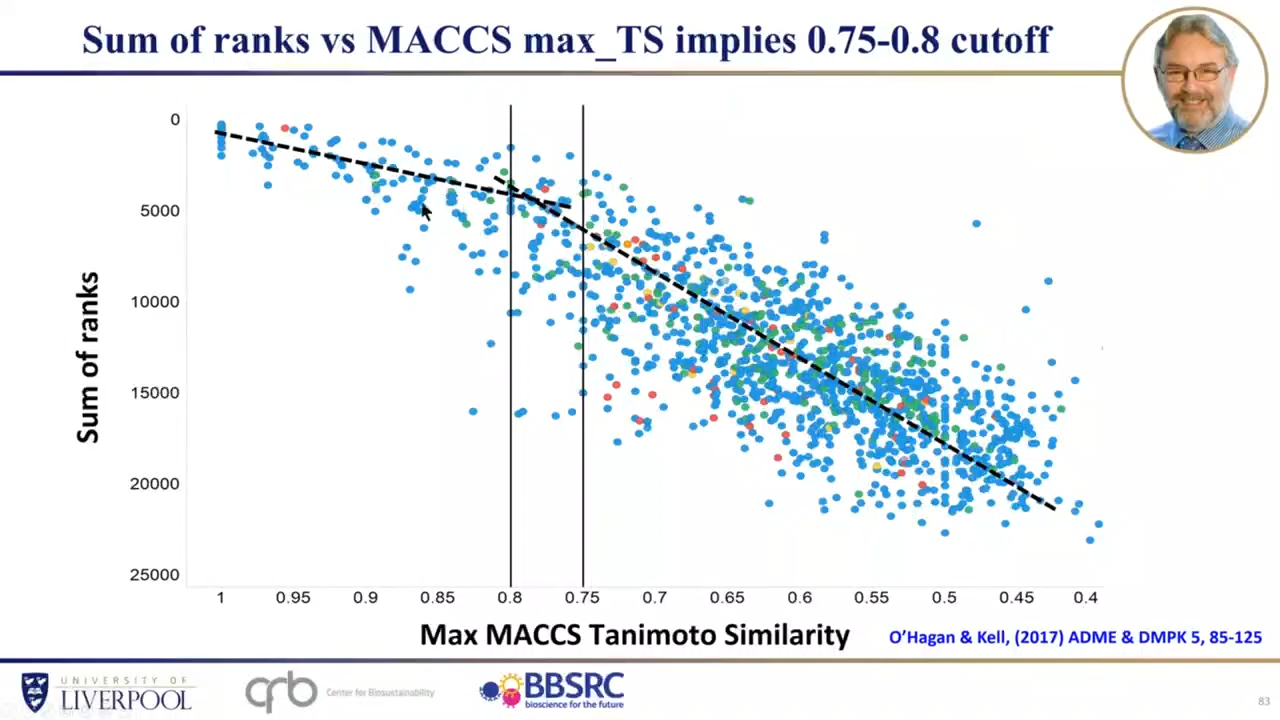 Sum of ranks vs MACCS max_TS implies 0.75-0.8 cutoff
0
5000
10000
15000
20000
25000
Sum of ranks
1 0.95 0.9 0.85 0.8 0.75 0.7 0.65 0.6 0.55 0.5 0.45 0.4
Max MACCS Tanimoto Similarity
O’Hagan & Kell, (2017) ADME & DMPK 5, 85-125
UNIVERSITY OF
LIVERPOOL
qrb
Center for Biosustainability
BBSRC
bioscience for the future
83